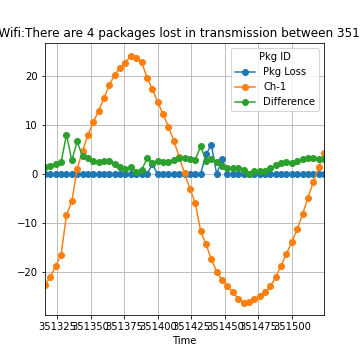 Wifi:There are 4 packages lost in transmission between 351
Pkg ID
Pkg Loss
Ch-1
Difference
20
10
0
−10
−20
351325 351350 351375 351400 351425 351450 351475 351500
Time